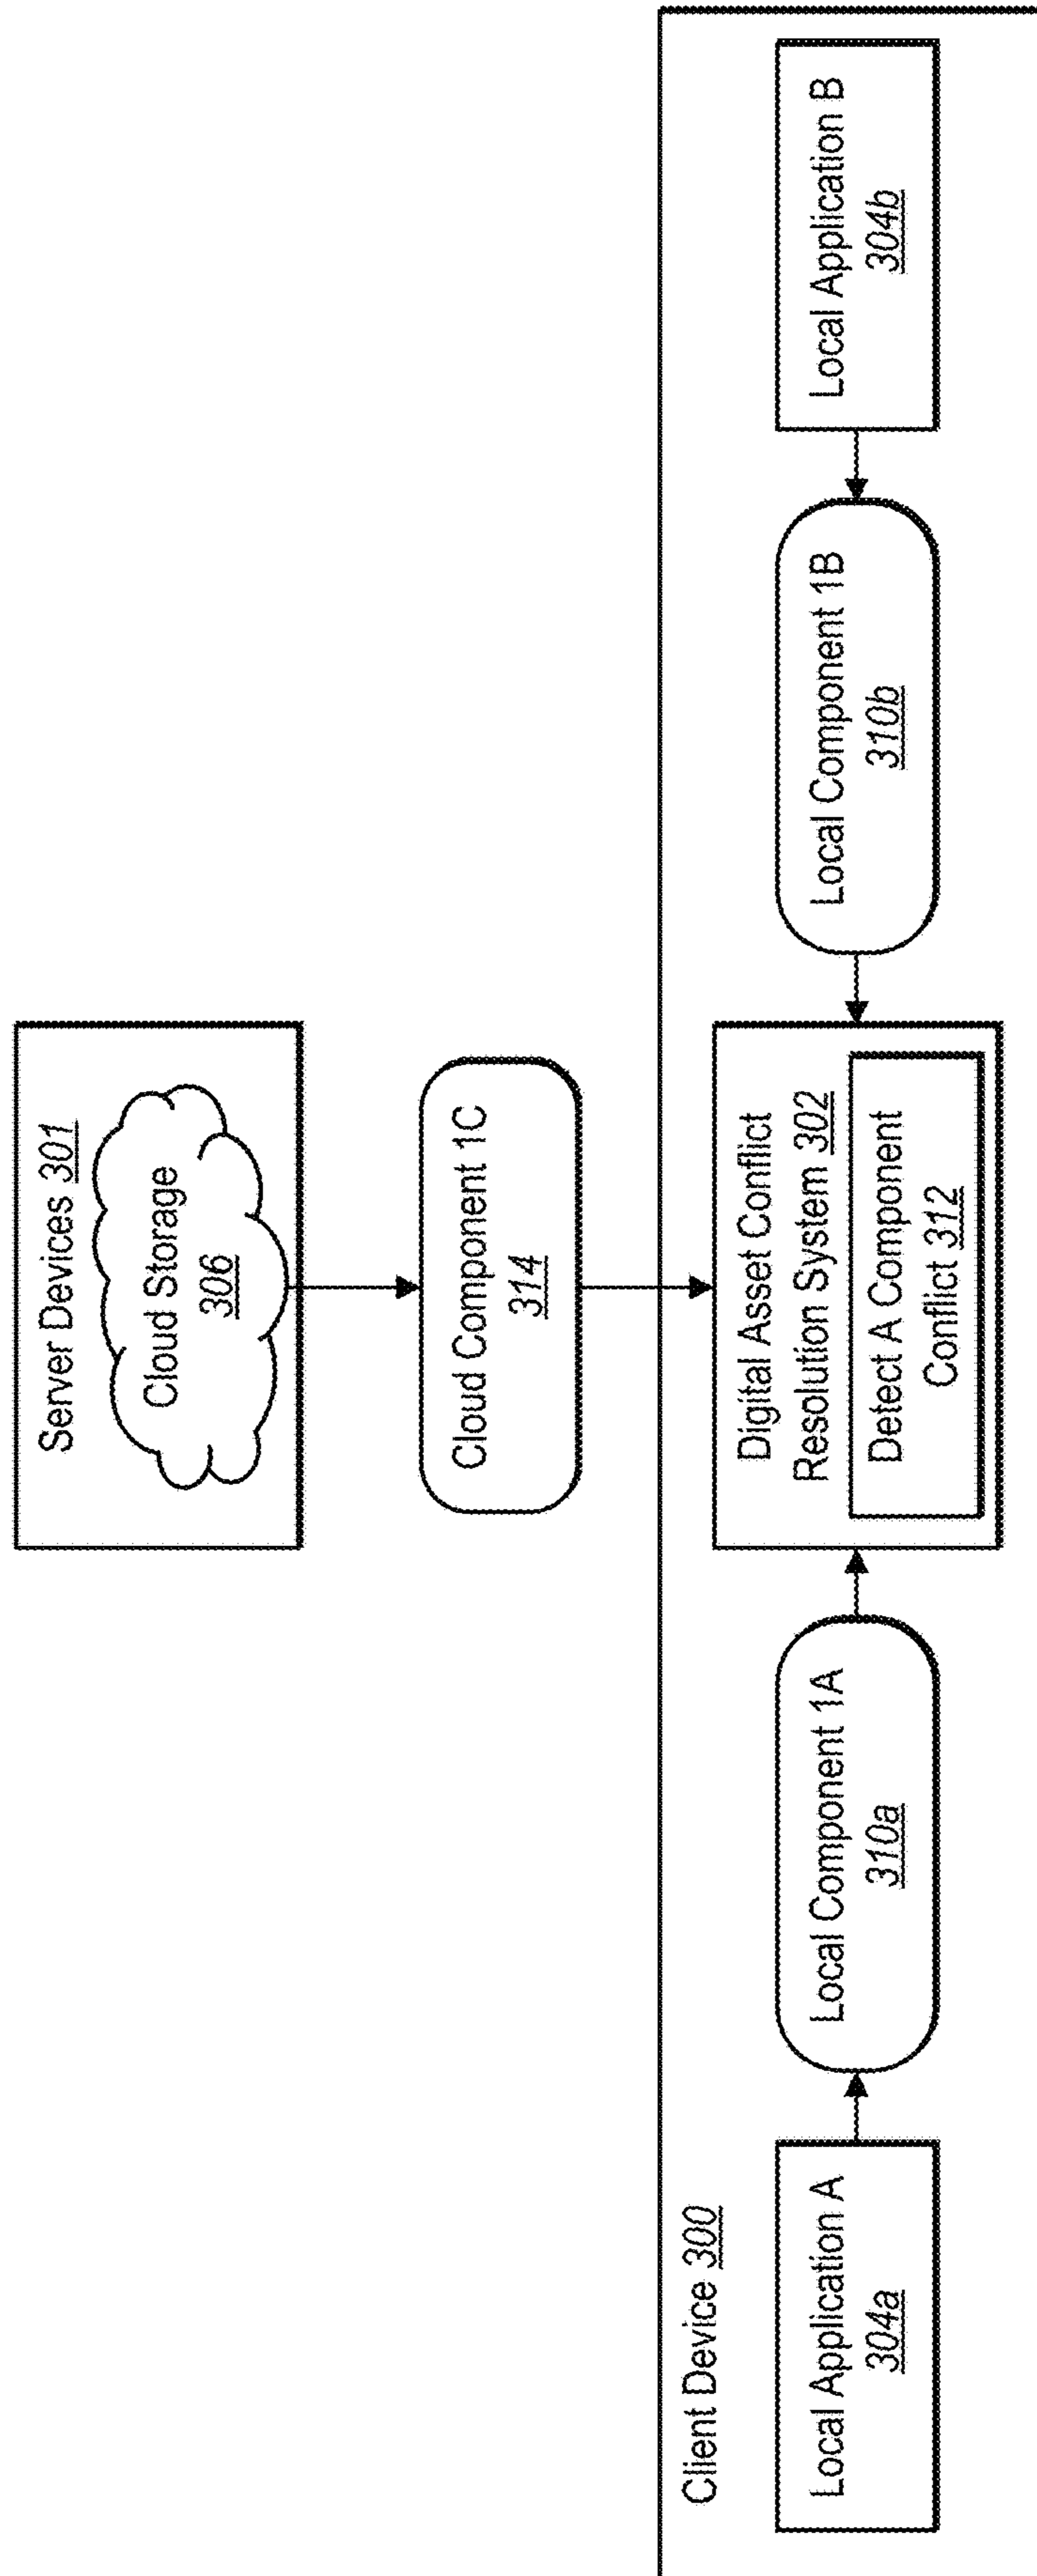 Server Devices 301
Cloud Storage
306
Cloud Component 1C
314
Client Device 300
Local Application A
304a
Local Component 1A
310a
Digital Asset Conflict
Resolution System 302
Detect A Component
Conflict 312
Local Component 1B
310b
Local Application B
304b